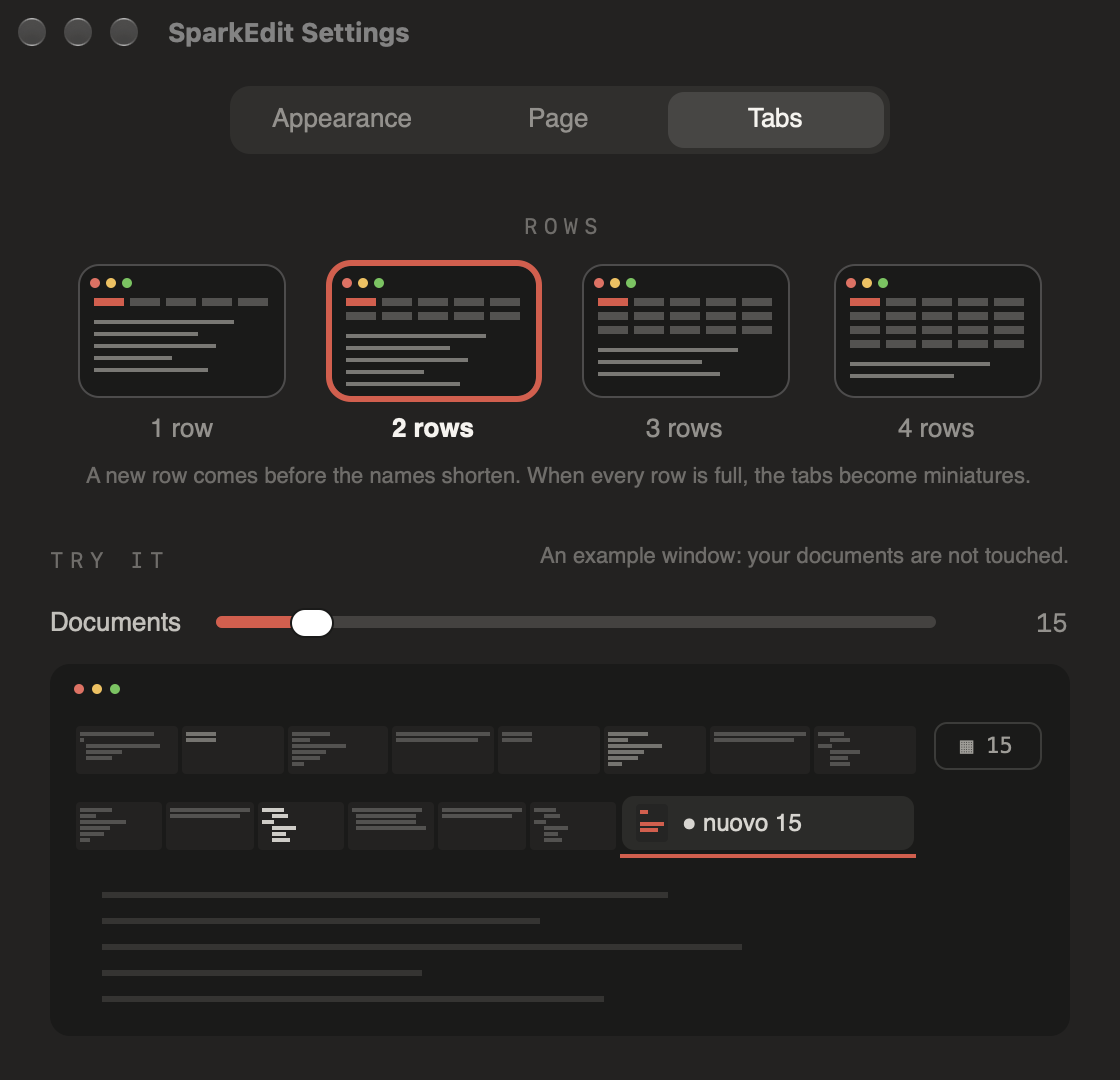 SparkEdit Settings
Appearance Page Tabs
ROWS
1 row 2 rows 3 rows 4 rows
A new row comes before the names shorten. When every row is full, the tabs become miniatures.
TRY IT An example window: your documents are not touched.
Documents 15
▦ 15
● nuovo 15